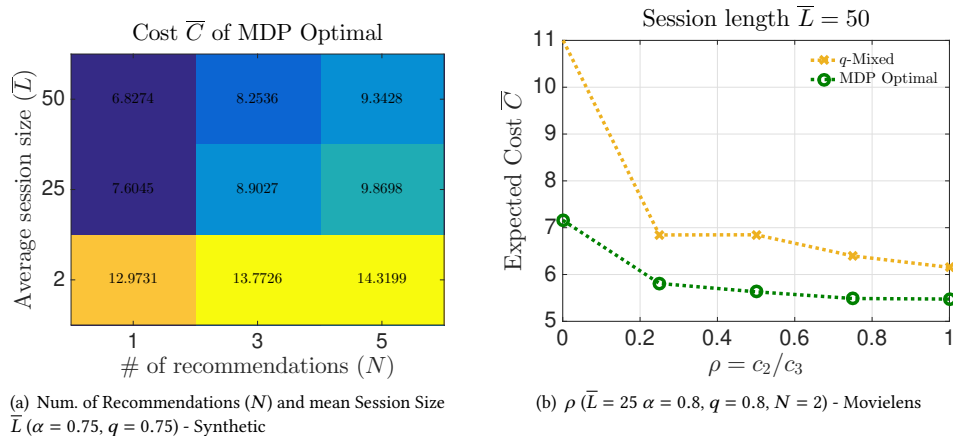 Cost C̅ of MDP Optimal
Average session size (L̅)
50
25
2
6.8274 8.2536 9.3428
7.6045 8.9027 9.8698
12.9731 13.7726 14.3199
1 3 5
# of recommendations (N)
(a) Num. of Recommendations (N) and mean Session Size
L̅ (α = 0.75, q = 0.75) - Synthetic
Session length L̅ = 50
Expected Cost C̅
11
10
9
8
7
6
5
q-Mixed
MDP Optimal
0 0.2 0.4 0.6 0.8 1
ρ = c₂/c₃
(b) ρ (L̅ = 25 α = 0.8, q = 0.8, N = 2) - Movielens